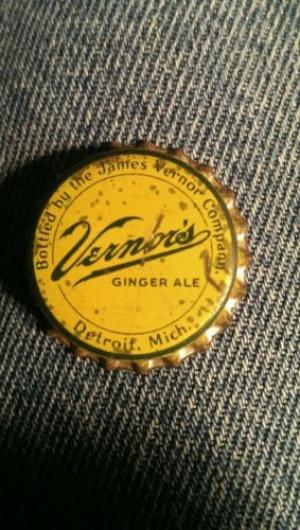 Bottled by the James Vernor Company,
Vernor's
GINGER ALE
Detroit, Mich.